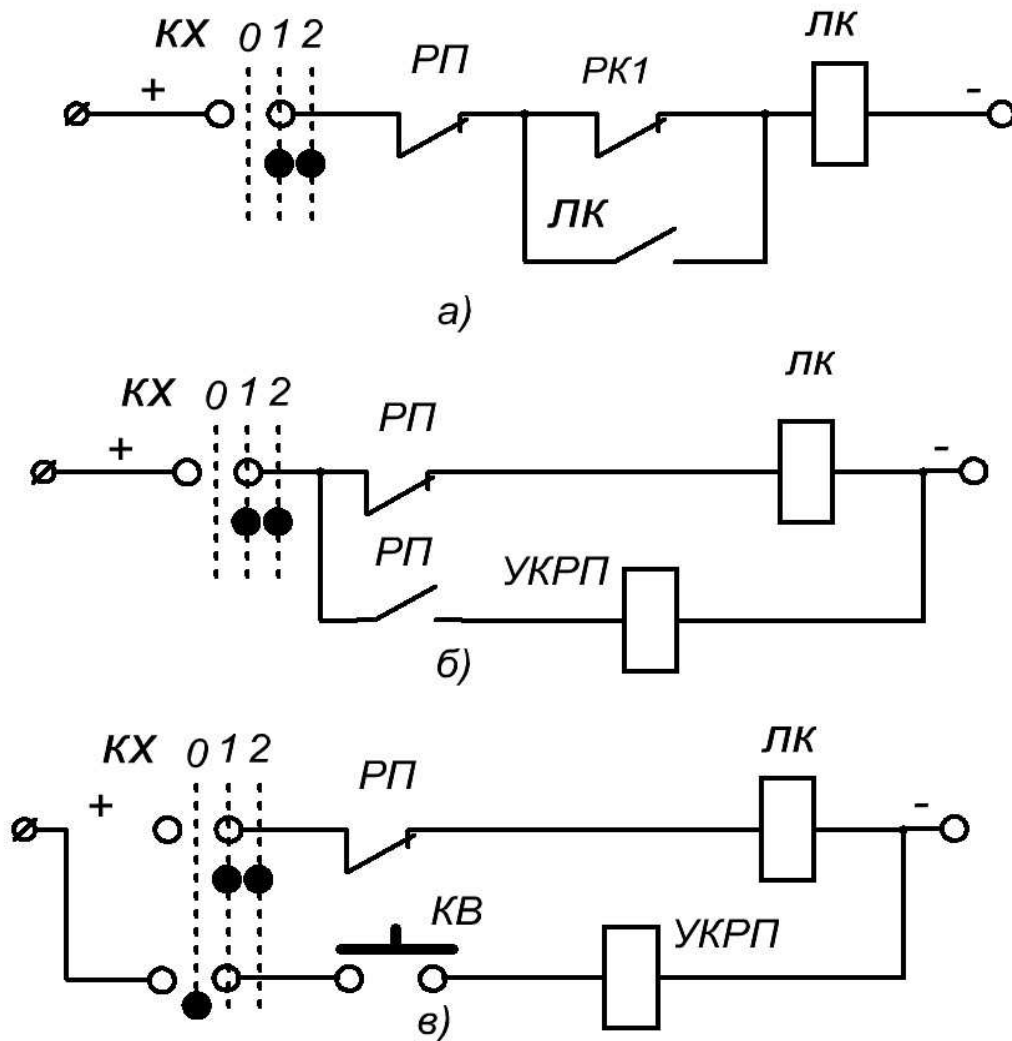 КХ 0 1 2 РП РК1 ЛК
+ -
ЛК
а)
КХ 0 1 2 РП ЛК
+ -
РП УКРП
б)
КХ 0 1 2 РП ЛК
+ -
КВ УКРП
в)